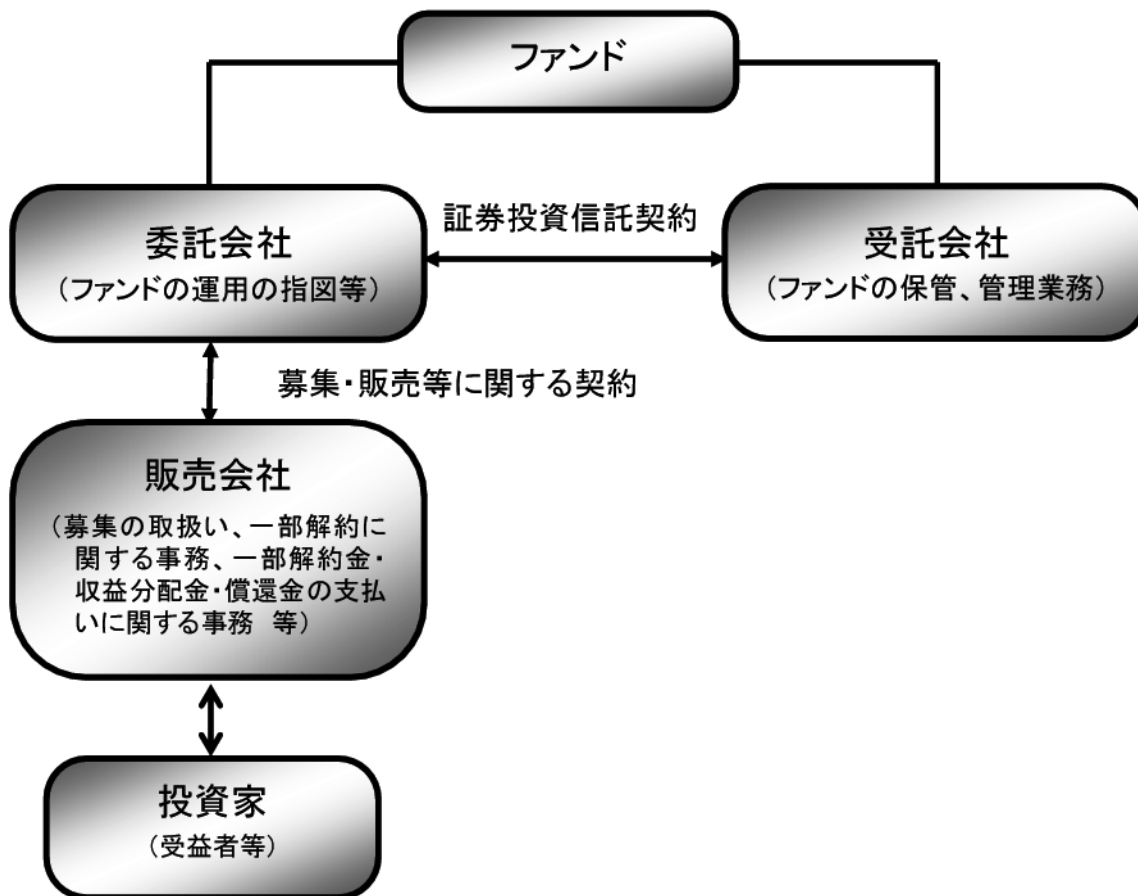 ファンド
委託会社
（ファンドの運用の指図等）
証券投資信託契約
受託会社
（ファンドの保管、管理業務）
募集・販売等に関する契約
販売会社
（募集の取扱い、一部解約に
関する事務、一部解約金・
収益分配金・償還金の支払
いに関する事務　等）
投資家
（受益者等）